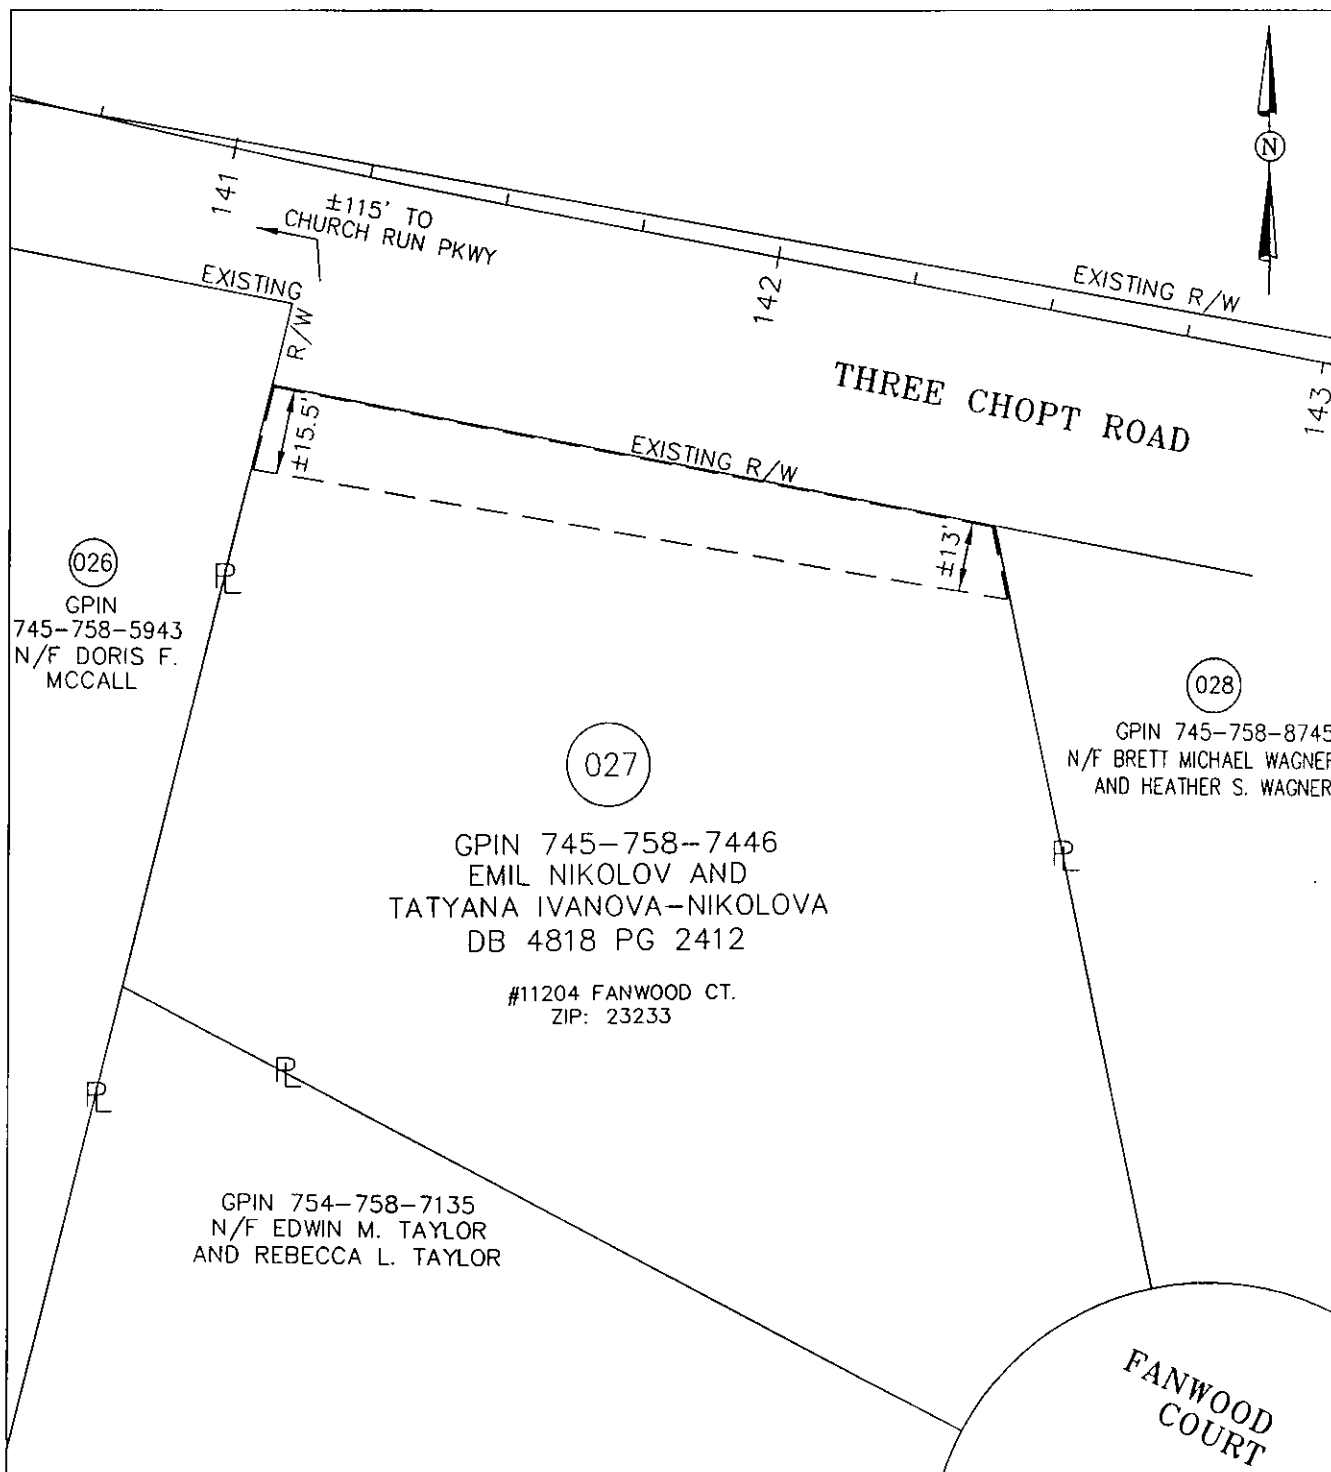 N
141
±115' TO
CHURCH RUN PKWY
EXISTING
R/W
142
EXISTING R/W
143
THREE CHOPT ROAD
±15.5'
EXISTING R/W
±13'
026
GPIN
745-758-5943
N/F DORIS F.
MCCALL
PL
028
GPIN 745-758-8745
N/F BRETT MICHAEL WAGNER
AND HEATHER S. WAGNER
027
GPIN 745-758-7446
EMIL NIKOLOV AND
TATYANA IVANOVA-NIKOLOVA
DB 4818 PG 2412
#11204 FANWOOD CT.
ZIP: 23233
PL
PL
PL
GPIN 754-758-7135
N/F EDWIN M. TAYLOR
AND REBECCA L. TAYLOR
FANWOOD
COURT